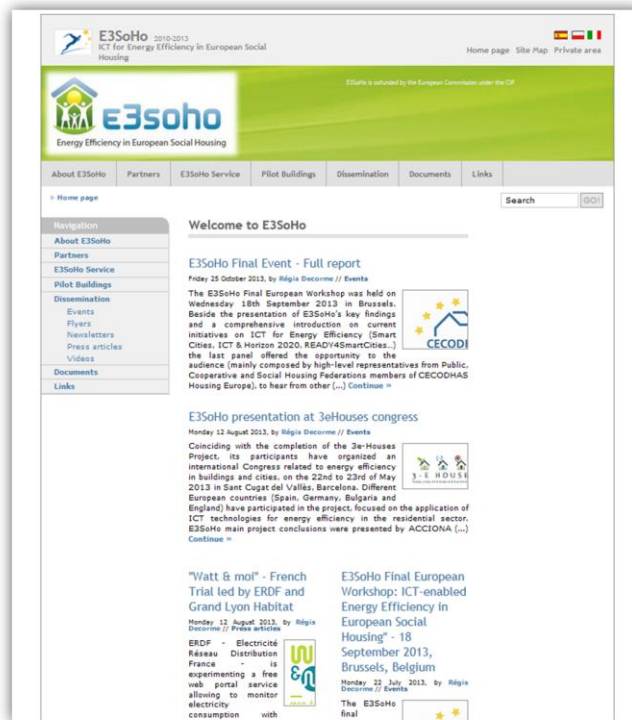 E3SoHo 2010-2013
ICT for Energy Efficiency in European Social
Housing
Home page Site Map Private area
E3SoHo is cofunded by the European Commission under the CIP
E3soho
Energy Efficiency in European Social Housing
About E3SoHo Partners E3SoHo Service Pilot Buildings Dissemination Documents Links
Home page
Search GO!
Navigation
About E3SoHo
Partners
E3SoHo Service
Pilot Buildings
Dissemination
Events
Flyers
Newsletters
Press articles
Videos
Documents
Links
Welcome to E3SoHo
E3SoHo Final Event - Full report
Friday 25 October 2013, by Régis Decorme // Events
The E3SoHo Final European Workshop was held on
Wednesday 18th September 2013 in Brussels.
Beside the presentation of E3SoHo's key findings
and a comprehensive introduction on current
initiatives on ICT for Energy Efficiency (Smart
Cities, ICT & Horizon 2020, READY4SmartCities...)
the last panel offered the opportunity to the
audience (mainly composed by high-level representatives from Public,
Cooperative and Social Housing Federations members of CECODHAS
Housing Europe), to hear from other (...) Continue »
CECODH
E3SoHo presentation at 3eHouses congress
Monday 12 August 2013, by Régis Decorme // Events
Coinciding with the completion of the 3e-Houses
Project, its participants have organized an
international Congress related to energy efficiency
in buildings and cities, on the 22nd to 23rd of May
2013 in Sant Cugat del Vallès, Barcelona. Different
European countries (Spain, Germany, Bulgaria and
England) have participated in the project, focused on the application of
ICT technologies for energy efficiency in the residential sector.
E3SoHo main project conclusions were presented by ACCIONA (...)
Continue »
3-E HOUSE
"Watt & moi" - French
Trial led by ERDF and
Grand Lyon Habitat
Monday 12 August 2013, by Régis
Decorme // Press articles
ERDF - Electricité
Réseau Distribution
France - is
experimenting a free
web portal service
allowing to monitor
electricity
consumption with
E3SoHo Final European
Workshop: ICT-enabled
Energy Efficiency in
European Social
Housing" - 18
September 2013,
Brussels, Belgium
Monday 22 July 2013, by Régis
Decorme // Events
The E3SoHo
final